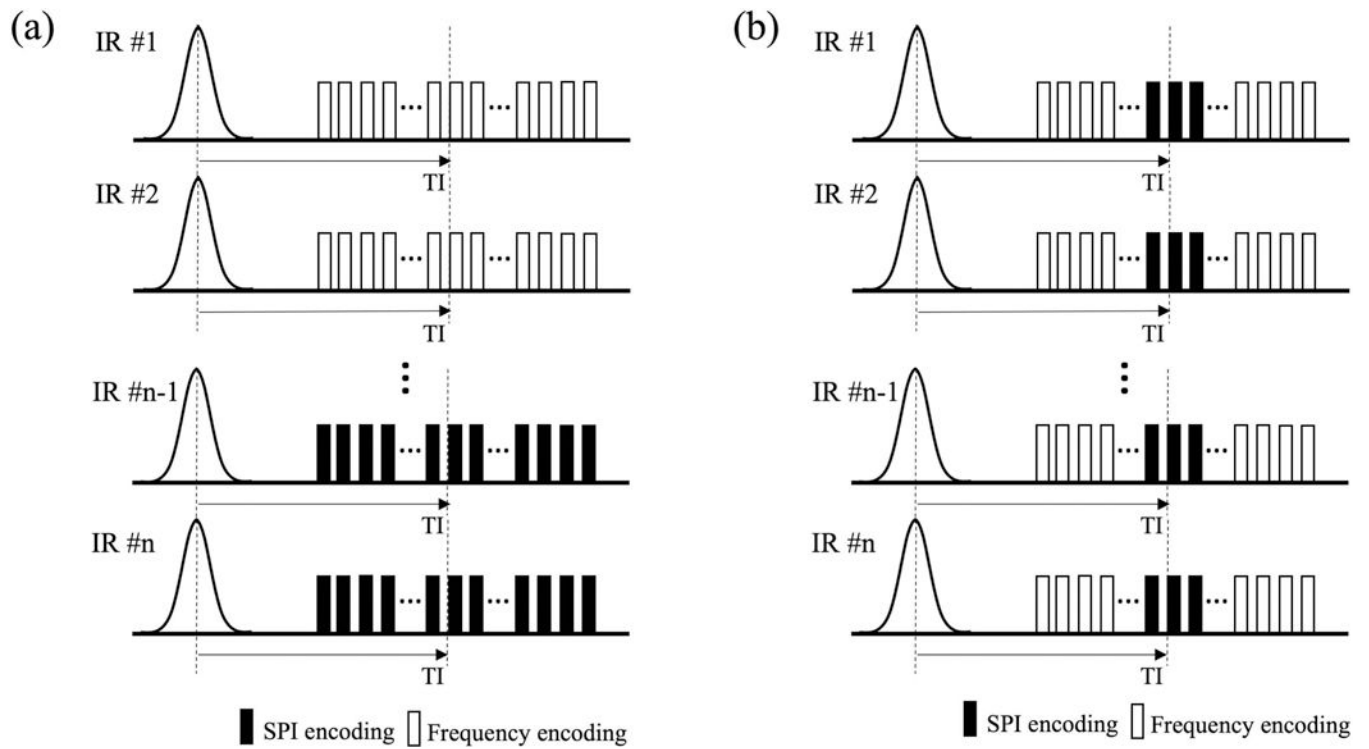 (a)
IR #1
TI
IR #2
TI
IR #n-1
TI
IR #n
TI
SPI encoding Frequency encoding
(b)
IR #1
TI
IR #2
TI
IR #n-1
TI
IR #n
TI
SPI encoding Frequency encoding